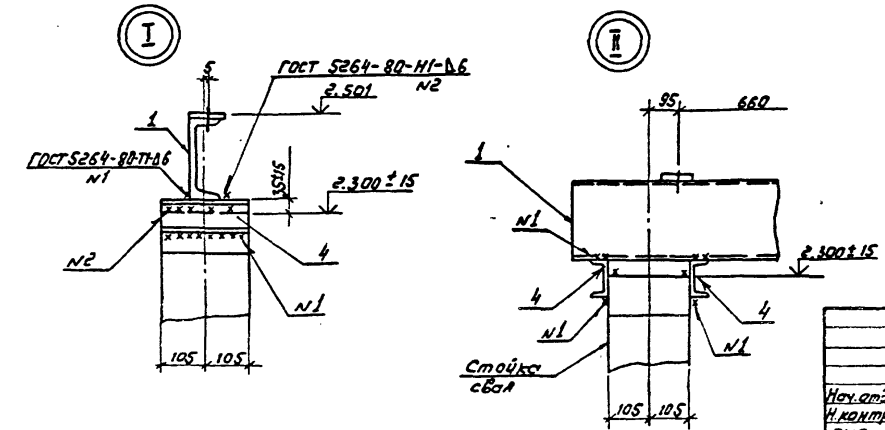 I
II
5
ГОСТ 5264-80-Н1-Δ6
N2
2.501
1
ГОСТ 5264-80-Т1-Δ6
N1
35±15
2.300±15
N2
4
N1
105
105
95
660
1
N1
2.300±15
4
4
N1
N1
Стойка
свая
105
105
Нач. отд
Н. контр